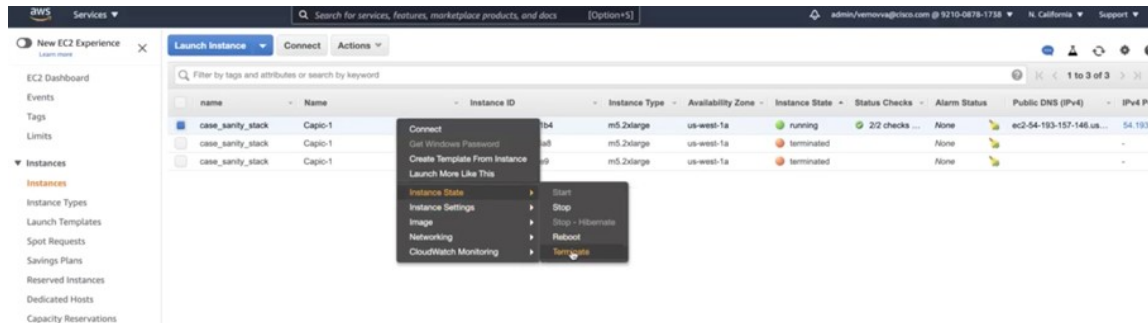 aws Services Search for services, features, marketplace products, and docs [Option+S] admin/vemovva@cisco.com @ 9210-0878-1738 N. California Support
New EC2 Experience
Learn more
Launch Instance Connect Actions
Filter by tags and attributes or search by keyword 1 to 3 of 3
EC2 Dashboard
Events
Tags
Limits
Instances
Instances
Instance Types
Launch Templates
Spot Requests
Savings Plans
Reserved Instances
Dedicated Hosts
Capacity Reservations
name Name Instance ID Instance Type Availability Zone Instance State Status Checks Alarm Status Public DNS (IPv4) IPv4 P
case_sanity_stack Capic-1 1b4 m5.2xlarge us-west-1a running 2/2 checks ... None ec2-54-193-157-146.us... 54.193
case_sanity_stack Capic-1 m5.2xlarge us-west-1a terminated None -
case_sanity_stack Capic-1 m5.2xlarge us-west-1a terminated None -
Connect
Get Windows Password
Create Template From Instance
Launch More Like This
Instance State
Instance Settings
Image
Networking
CloudWatch Monitoring
Start
Stop
Stop - Hibernate
Reboot
Terminate